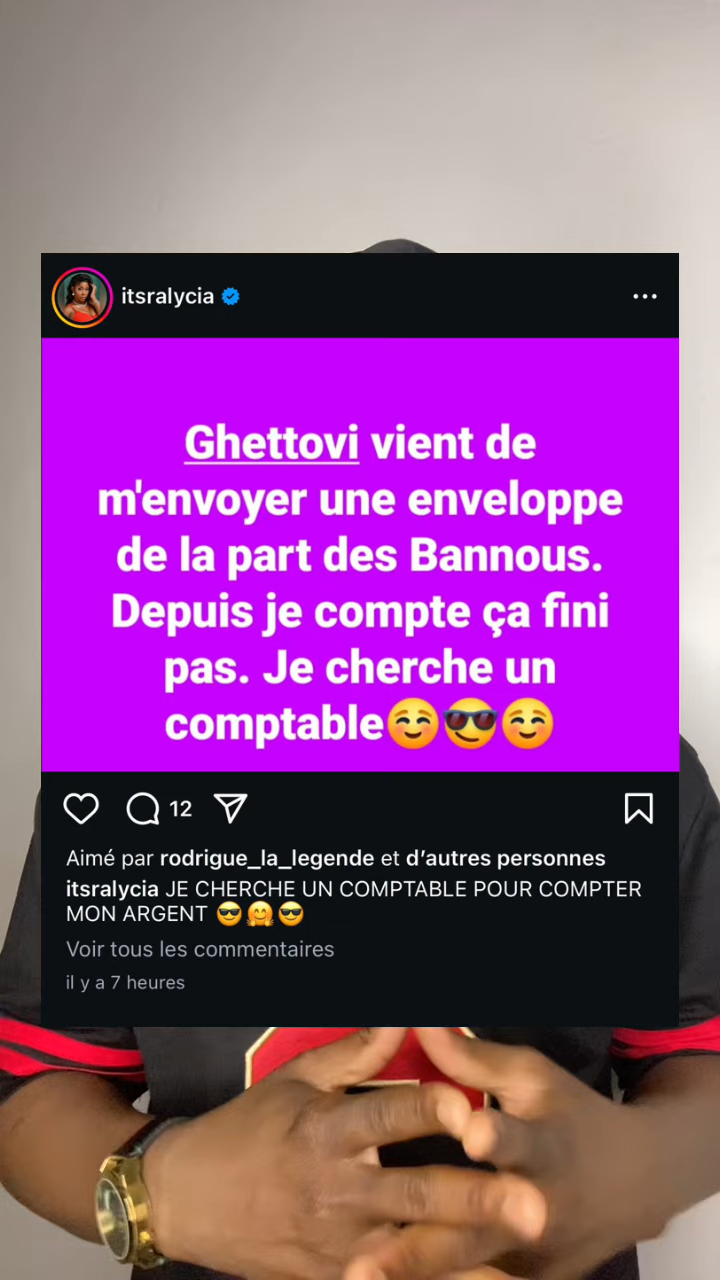 itsralycia
Ghettovi vient de
m'envoyer une enveloppe
de la part des Bannous.
Depuis je compte ça fini
pas. Je cherche un
comptable☺️😎☺️
12
Aimé par rodrigue_la_legende et d’autres personnes
itsralycia JE CHERCHE UN COMPTABLE POUR COMPTER
MON ARGENT 😎🤗😎
Voir tous les commentaires
il y a 7 heures